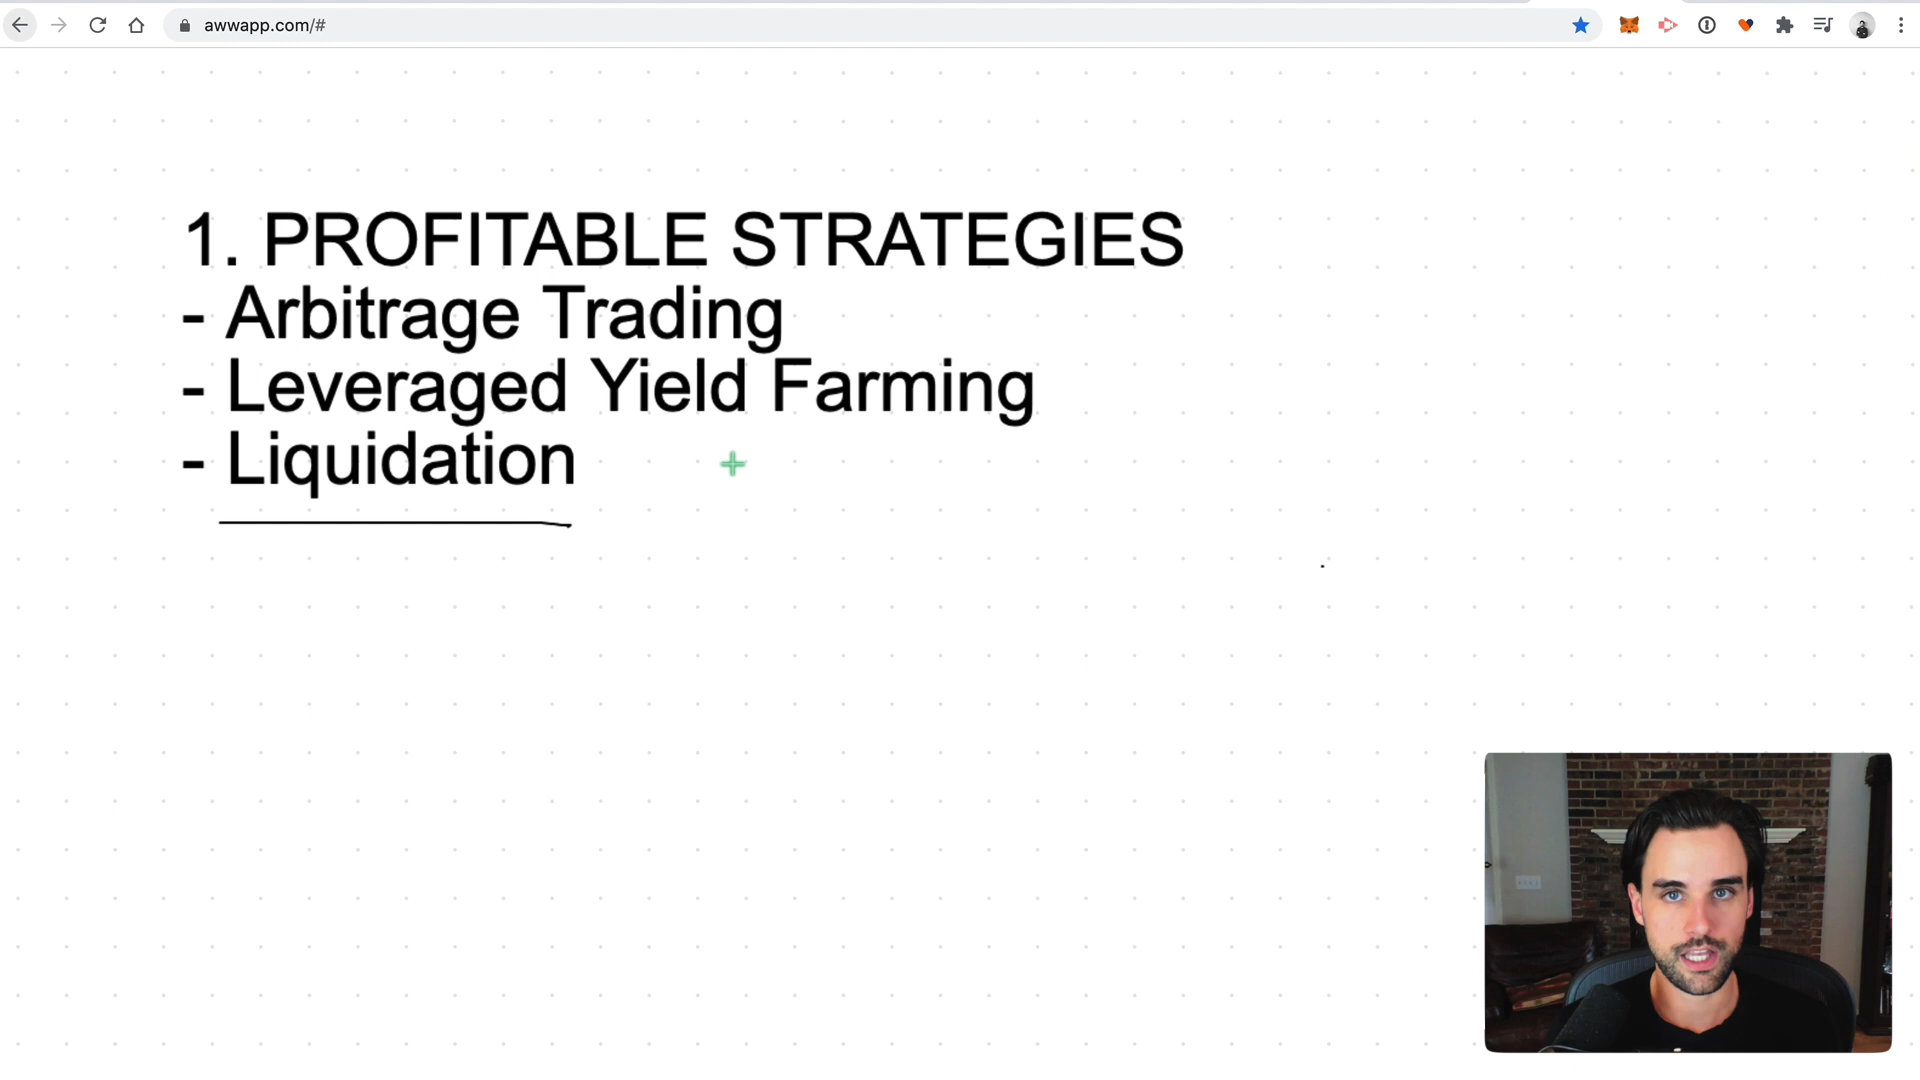 awwapp.com/#
1. PROFITABLE STRATEGIES
- Arbitrage Trading
- Leveraged Yield Farming
- Liquidation